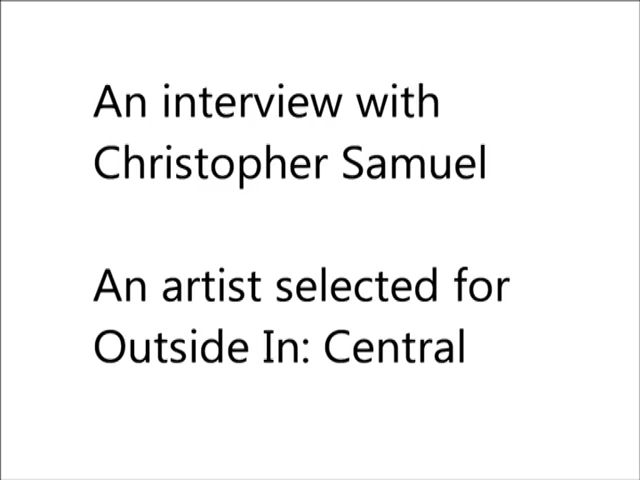 An interview with
Christopher Samuel
An artist selected for
Outside In: Central